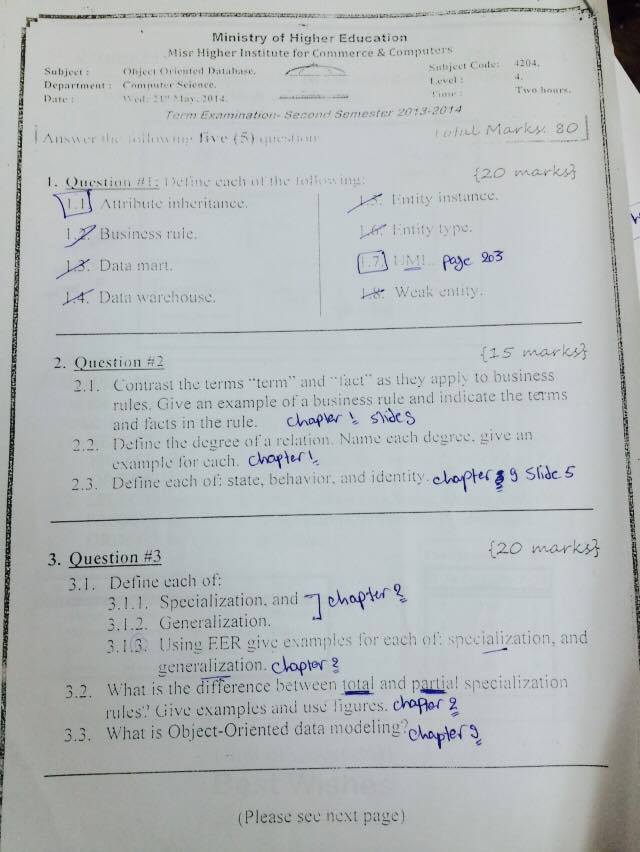 Ministry of Higher Education
Misr Higher Institute for Commerce & Computers
Subject : Object Oriented Database. Subject Code: 4204.
Department : Computer Science. Level : 4.
Date : Wed: 21st May: 2014. Time : Two hours.
Term Examination- Second Semester 2013-2014
Answer the following five (5) question Total Marks. 80
1. Question #1: Define each of the following: {20 marks}
1.1. Attribute inheritance. 1.5. Entity instance.
1.2. Business rule. 1.6. Entity type.
1.3. Data mart. 1.7. UML. page 203
1.4. Data warehouse. 1.8. Weak entity.
2. Question #2 {15 marks}
2.1. Contrast the terms "term" and "fact" as they apply to business
rules. Give an example of a business rule and indicate the terms
and facts in the rule. chapter 1
2.2. Define the degree of a relation. Name each degree, give an
example for each. chapter 1
2.3. Define each of: state, behavior, and identity. chapter 9 Slide 5
3. Question #3 {20 marks}
3.1. Define each of:
3.1.1. Specialization, and chapter 2
3.1.2. Generalization.
3.1.3. Using EER give examples for each of: specialization, and
generalization. chapter 2
3.2. What is the difference between total and partial specialization
rules? Give examples and use figures. chapter 2
3.3. What is Object-Oriented data modeling? chapter 9
Best Wishes
(Please see next page)